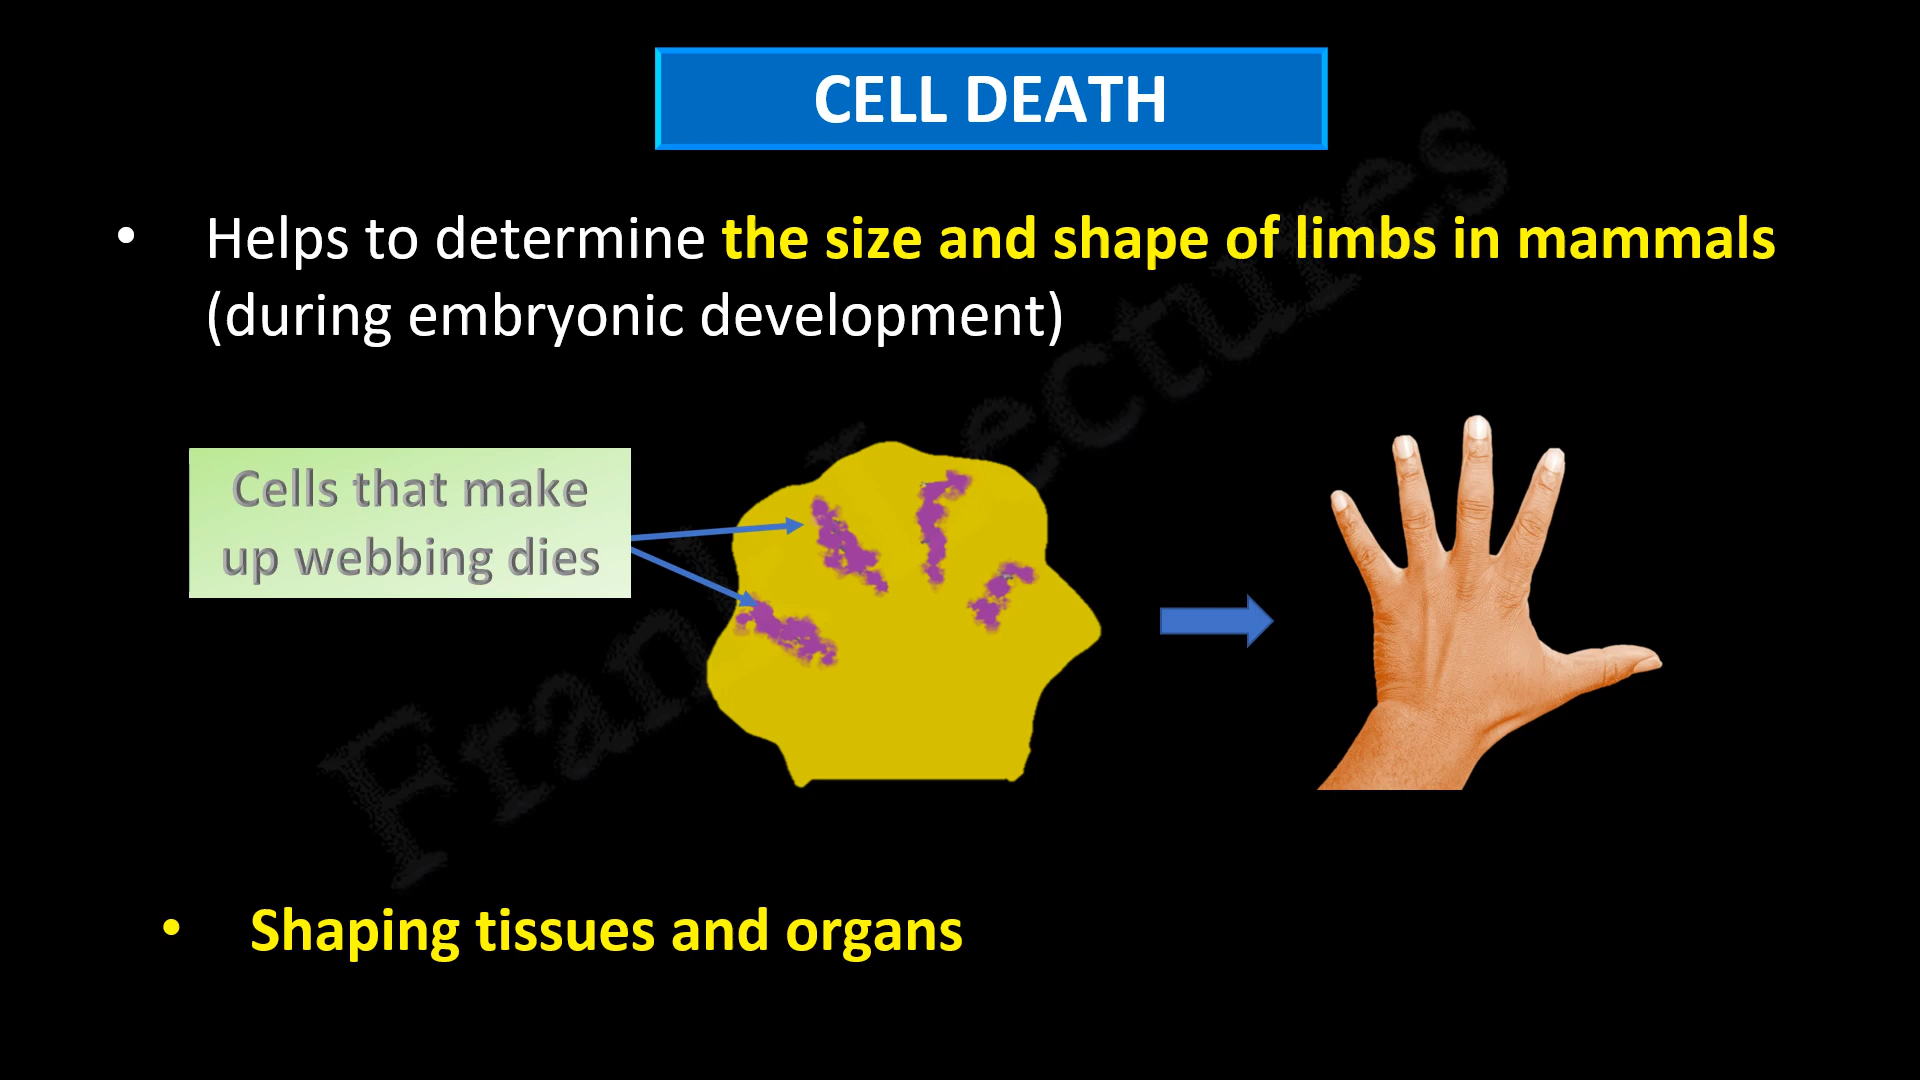 CELL DEATH
• Helps to determine the size and shape of limbs in mammals
(during embryonic development)
Cells that make
up webbing dies
• Shaping tissues and organs